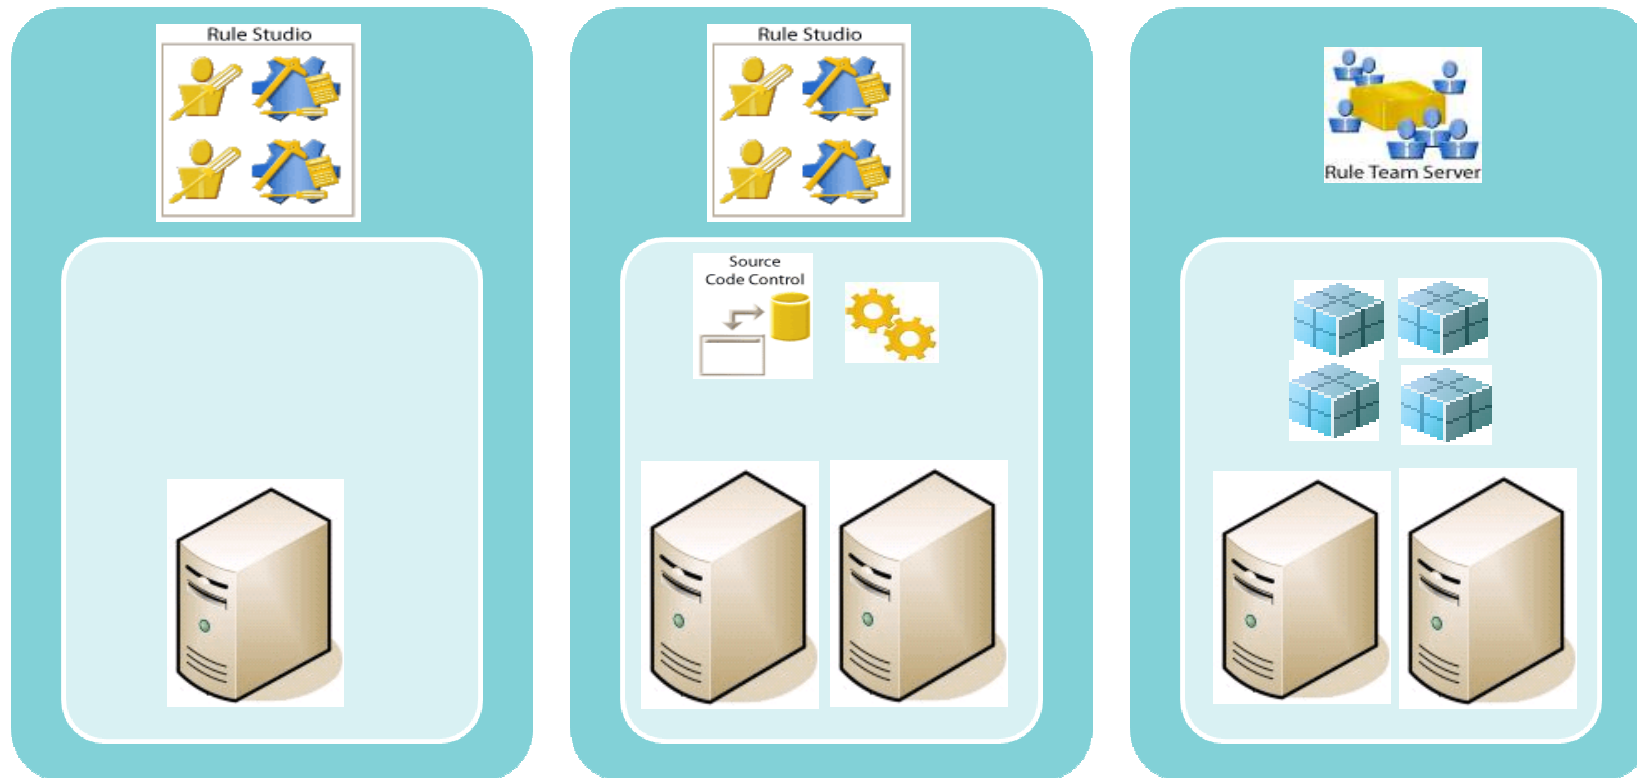 Rule Studio
Rule Studio
Source
Code Control
Rule Team Server